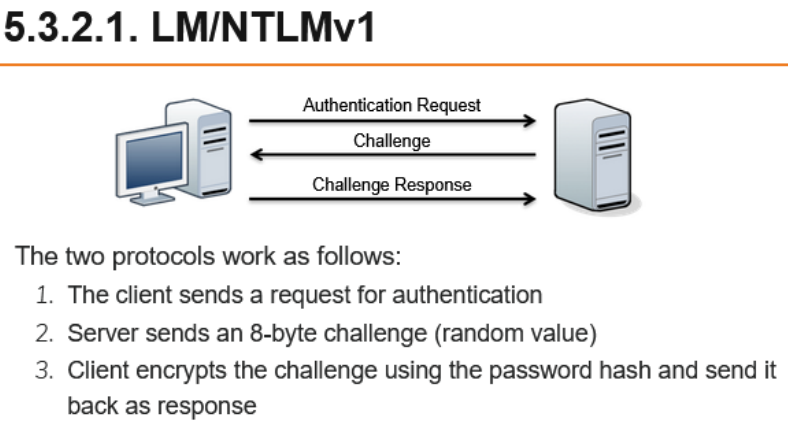 5.3.2.1. LM/NTLMv1
Authentication Request
Challenge
Challenge Response
The two protocols work as follows:
1. The client sends a request for authentication
2. Server sends an 8-byte challenge (random value)
3. Client encrypts the challenge using the password hash and send it
back as response